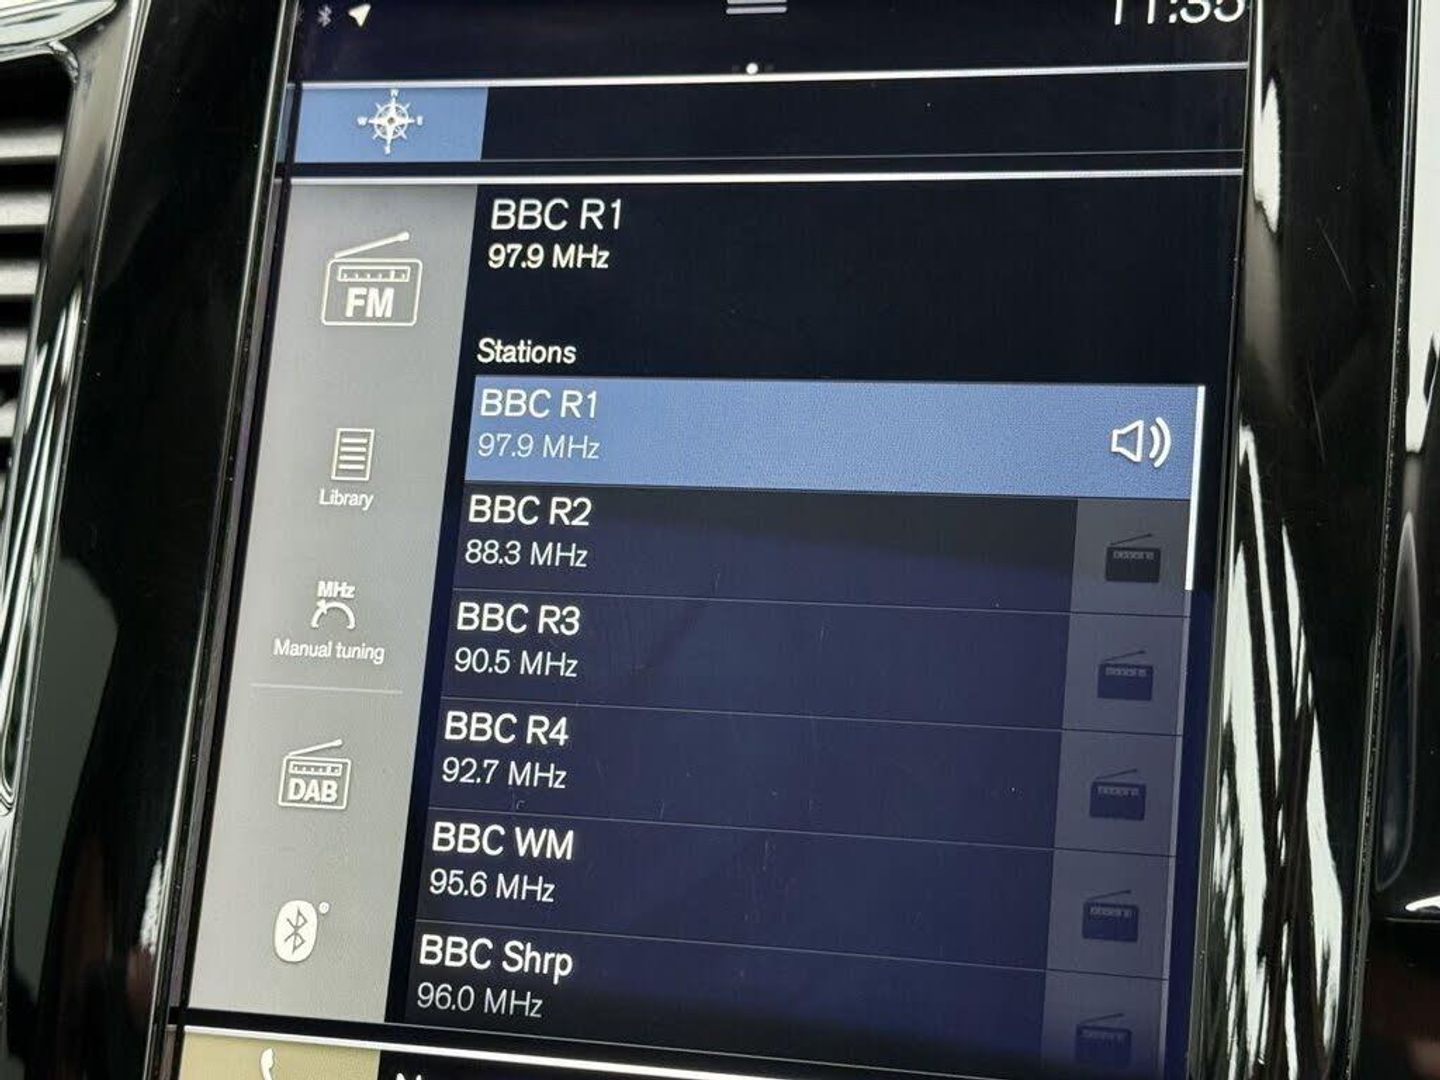 11:35
BBC R1
97.9 MHz
FM
Stations
BBC R1
97.9 MHz
Library
BBC R2
88.3 MHz
MHz
Manual tuning
BBC R3
90.5 MHz
BBC R4
92.7 MHz
DAB
BBC WM
95.6 MHz
BBC Shrp
96.0 MHz